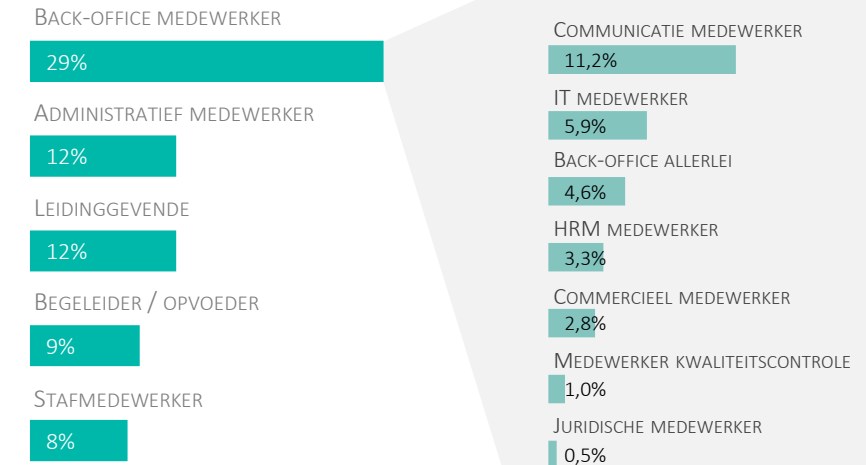 BACK-OFFICE MEDEWERKER
29%
ADMINISTRATIEF MEDEWERKER
12%
LEIDINGGEVENDE
12%
BEGELEIDER / OPVOEDER
9%
STAFMEDEWERKER
8%
COMMUNICATIE MEDEWERKER
11,2%
IT MEDEWERKER
5,9%
BACK-OFFICE ALLERLEI
4,6%
HRM MEDEWERKER
3,3%
COMMERCIEEL MEDEWERKER
2,8%
MEDEWERKER KWALITEITSCONTROLE
1,0%
JURIDISCHE MEDEWERKER
0,5%